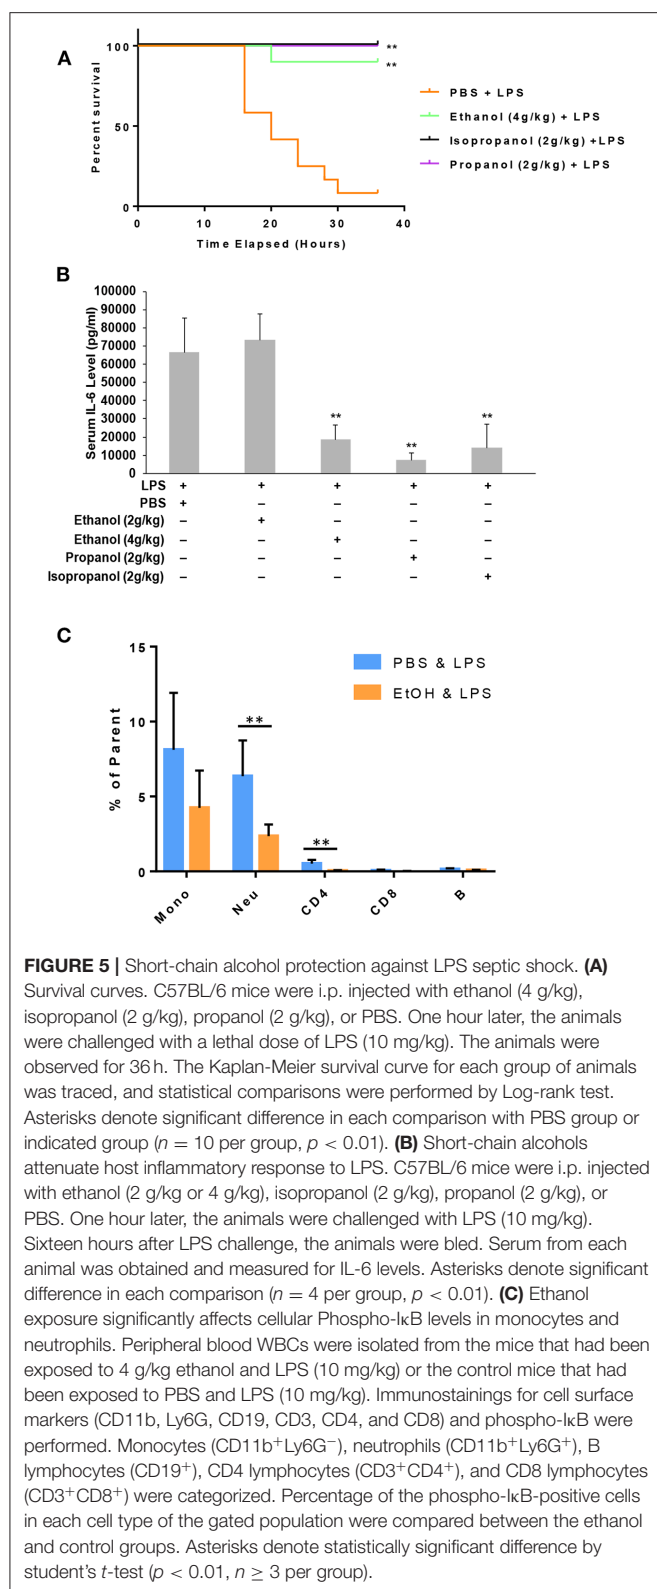 A
100
**
**
50
0
Percent survival
0 10 20 30 40
Time Elapsed (Hours)
PBS + LPS
Ethanol (4g/kg) + LPS
Isopropanol (2g/kg) +LPS
Propanol (2g/kg) + LPS
B
Serum IL-6 Level (pg/ml)
100000
90000
80000
70000
60000
50000
40000
30000
20000
10000
0
** ** **
LPS + + + + +
PBS + – – – –
Ethanol (2g/kg) – + – – –
Ethanol (4g/kg) – – + – –
Propanol (2g/kg) – – – + –
Isopropanol (2g/kg) – – – – +
C
15
10
5
0
% of Parent
PBS & LPS
EtOH & LPS
**
**
Mono Neu CD4 CD8 B
FIGURE 5 | Short-chain alcohol protection against LPS septic shock. (A)
Survival curves. C57BL/6 mice were i.p. injected with ethanol (4 g/kg),
isopropanol (2 g/kg), propanol (2 g/kg), or PBS. One hour later, the animals
were challenged with a lethal dose of LPS (10 mg/kg). The animals were
observed for 36 h. The Kaplan-Meier survival curve for each group of animals
was traced, and statistical comparisons were performed by Log-rank test.
Asterisks denote significant difference in each comparison with PBS group or
indicated group (n = 10 per group, p < 0.01). (B) Short-chain alcohols
attenuate host inflammatory response to LPS. C57BL/6 mice were i.p. injected
with ethanol (2 g/kg or 4 g/kg), isopropanol (2 g/kg), propanol (2 g/kg), or
PBS. One hour later, the animals were challenged with LPS (10 mg/kg).
Sixteen hours after LPS challenge, the animals were bled. Serum from each
animal was obtained and measured for IL-6 levels. Asterisks denote significant
difference in each comparison (n = 4 per group, p < 0.01). (C) Ethanol
exposure significantly affects cellular Phospho-IκB levels in monocytes and
neutrophils. Peripheral blood WBCs were isolated from the mice that had been
exposed to 4 g/kg ethanol and LPS (10 mg/kg) or the control mice that had
been exposed to PBS and LPS (10 mg/kg). Immunostainings for cell surface
markers (CD11b, Ly6G, CD19, CD3, CD4, and CD8) and phospho-IκB were
performed. Monocytes (CD11b⁺Ly6G⁻), neutrophils (CD11b⁺Ly6G⁺), B
lymphocytes (CD19⁺), CD4 lymphocytes (CD3⁺CD4⁺), and CD8 lymphocytes
(CD3⁺CD8⁺) were categorized. Percentage of the phospho-IκB-positive cells
in each cell type of the gated population were compared between the ethanol
and control groups. Asterisks denote statistically significant difference by
student's t-test (p < 0.01, n ≥ 3 per group).